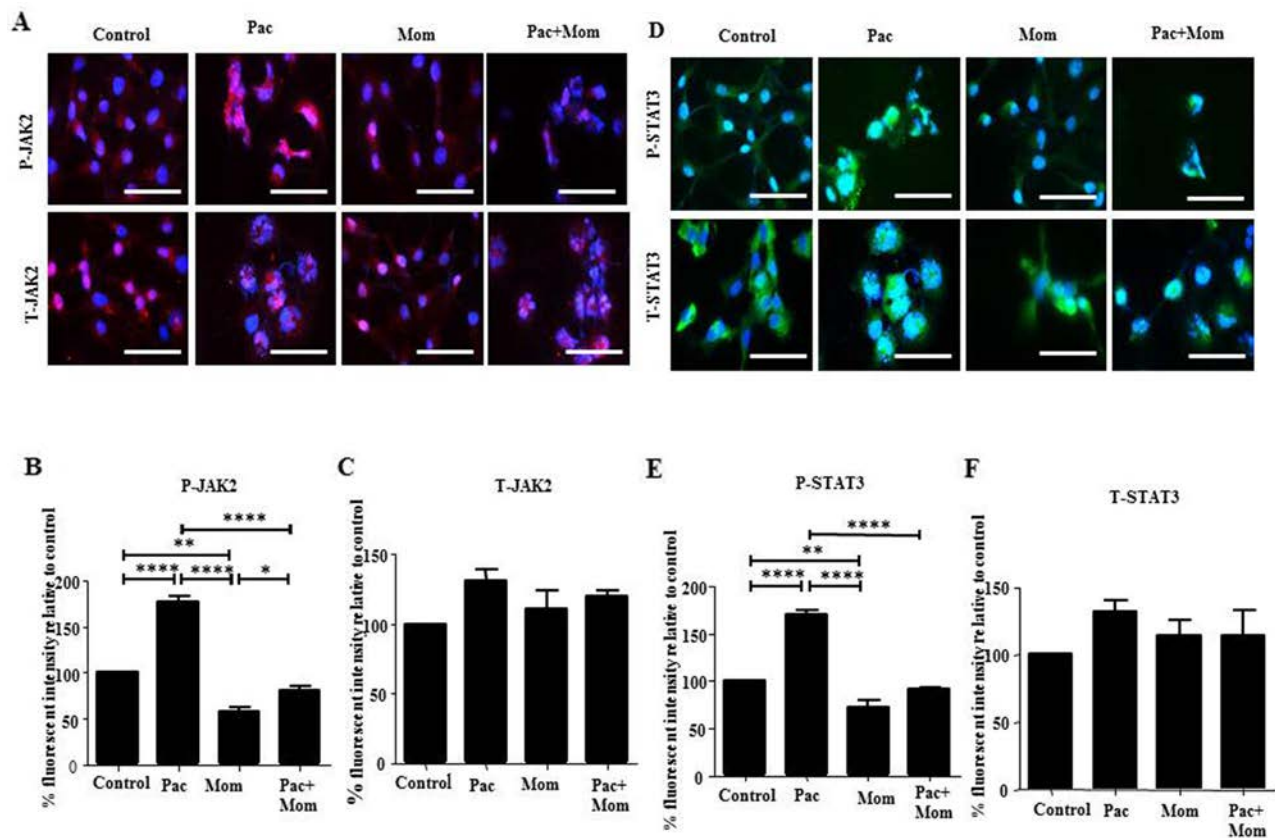 A
Control Pac Mom Pac+Mom
P-JAK2
T-JAK2
D
Control Pac Mom Pac+Mom
P-STAT3
T-STAT3
B
P-JAK2
% fluorescent intensity relative to control
200
150
100
50
0
****
**
**** **** *
Control Pac Mom Pac+
Mom
C
T-JAK2
% fluorescent intensity relative to control
150
100
50
0
Control Pac Mom Pac+
Mom
E
P-STAT3
% fluorescent intensity relative to control
200
150
100
50
0
****
**
**** ****
Control Pac Mom Pac+
Mom
F
T-STAT3
% fluorescent intensity relative to control
150
100
50
0
Control Pac Mom Pac+
Mom